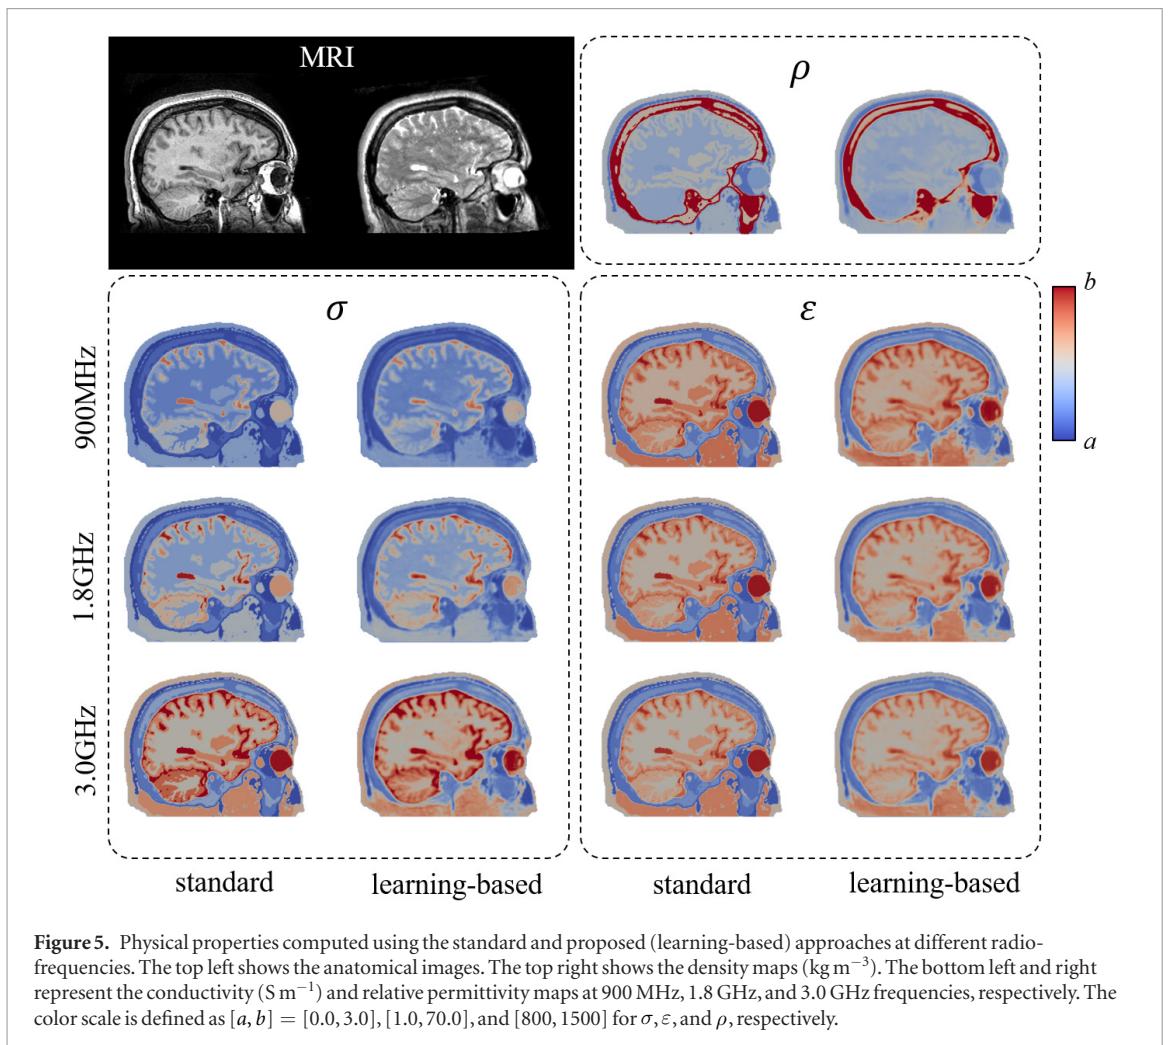 MRI
ρ
σ
ε
b
a
900MHz
1.8GHz
3.0GHz
standard
learning-based
standard
learning-based
Figure 5. Physical properties computed using the standard and proposed (learning-based) approaches at different radio-
frequencies. The top left shows the anatomical images. The top right shows the density maps (kg m⁻³). The bottom left and right
represent the conductivity (S m⁻¹) and relative permittivity maps at 900 MHz, 1.8 GHz, and 3.0 GHz frequencies, respectively. The
color scale is defined as [a, b] = [0.0, 3.0], [1.0, 70.0], and [800, 1500] for σ, ε, and ρ, respectively.